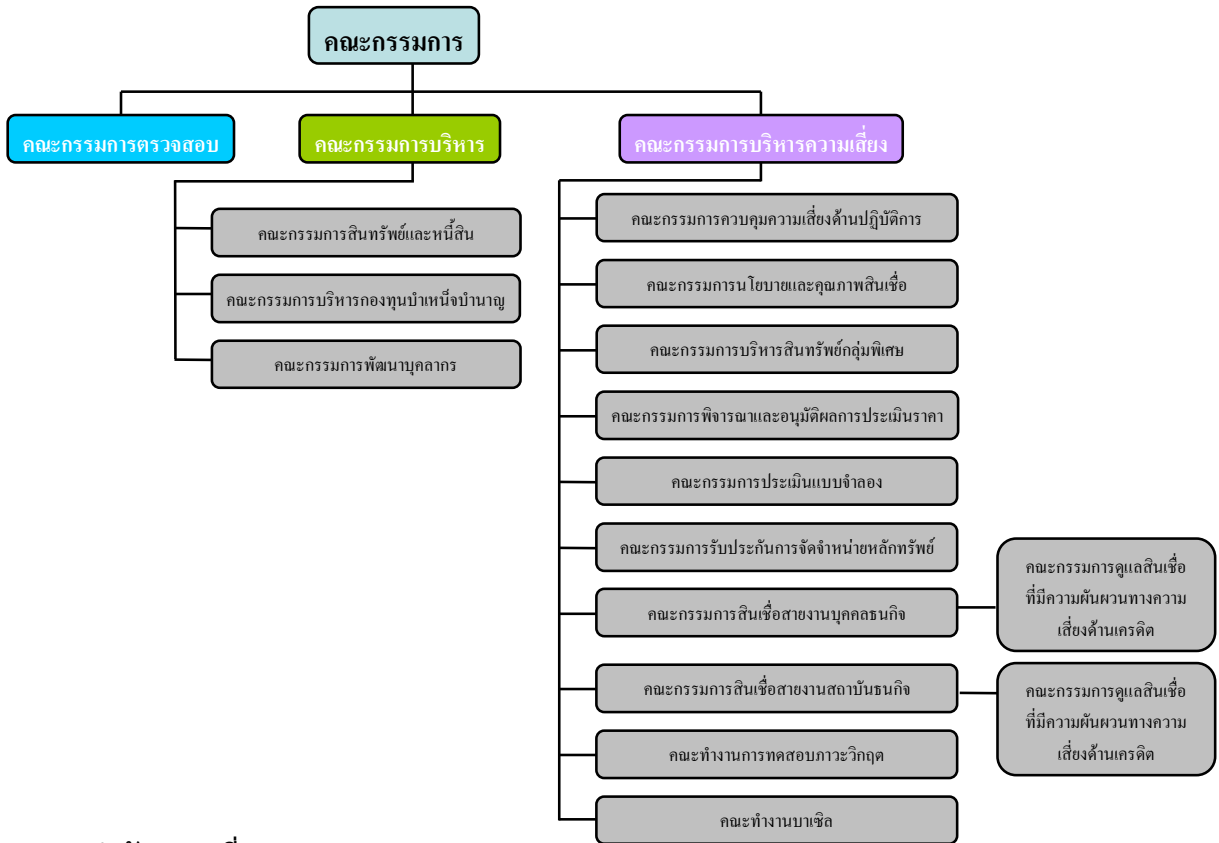 คณะกรรมการ
คณะกรรมการตรวจสอบ
คณะกรรมการบริหาร
คณะกรรมการบริหารความเสี่ยง
คณะกรรมการสินทรัพย์และหนี้สิน
คณะกรรมการบริหารกองทุนบำเหน็จบำนาญ
คณะกรรมการพัฒนาบุคลากร
คณะกรรมการควบคุมความเสี่ยงด้านปฏิบัติการ
คณะกรรมการนโยบายและคุณภาพสินเชื่อ
คณะกรรมการบริหารสินทรัพย์กลุ่มพิเศษ
คณะกรรมการพิจารณาและอนุมัติผลการประเมินราคา
คณะกรรมการประเมินแบบจำลอง
คณะกรรมการรับประกันการจัดจำหน่ายหลักทรัพย์
คณะกรรมการสินเชื่อสายงานบุคคลธนกิจ
คณะกรรมการดูแลสินเชื่อ
ที่มีความผันผวนทางความ
เสี่ยงด้านเครดิต
คณะกรรมการสินเชื่อสายงานสถาบันธนกิจ
คณะกรรมการดูแลสินเชื่อ
ที่มีความผันผวนทางความ
เสี่ยงด้านเครดิต
คณะทำงานการทดสอบภาวะวิกฤต
คณะทำงานบาเซิล